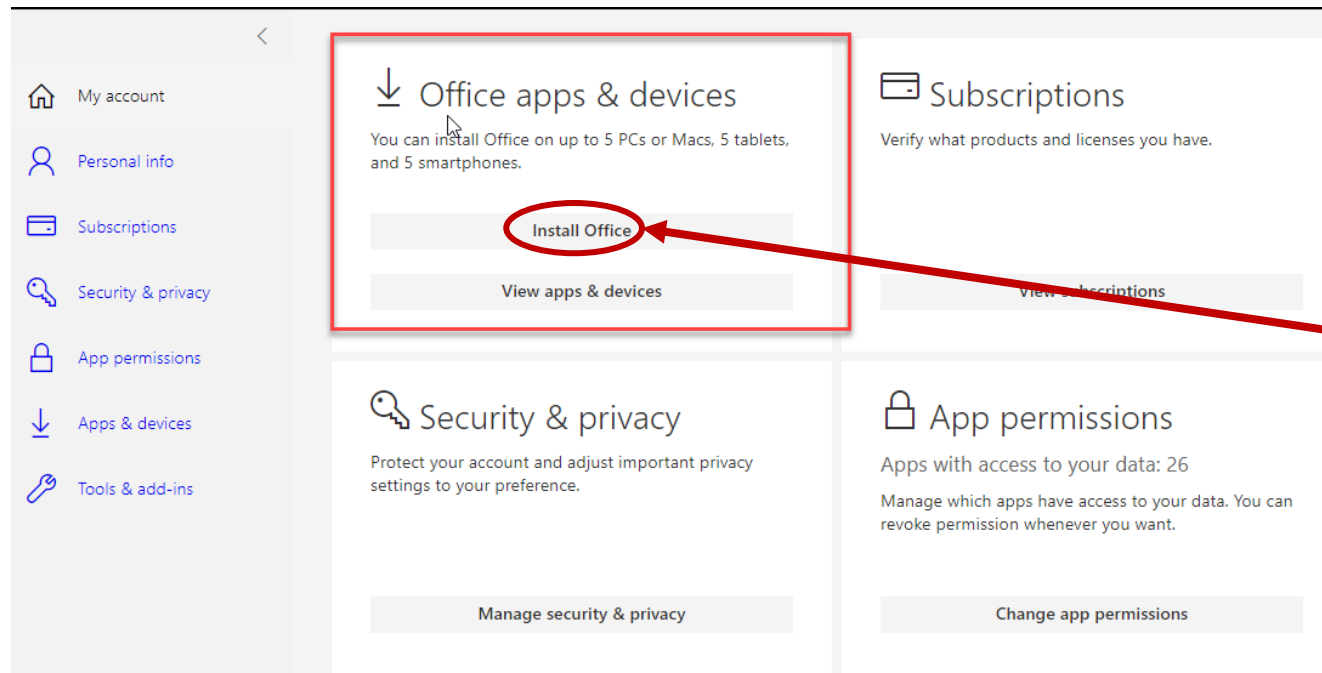 My account
Personal info
Subscriptions
Security & privacy
App permissions
Apps & devices
Tools & add-ins
Office apps & devices
You can install Office on up to 5 PCs or Macs, 5 tablets,
and 5 smartphones.
Install Office
View apps & devices
Subscriptions
Verify what products and licenses you have.
View subscriptions
Security & privacy
Protect your account and adjust important privacy
settings to your preference.
Manage security & privacy
App permissions
Apps with access to your data: 26
Manage which apps have access to your data. You can
revoke permission whenever you want.
Change app permissions